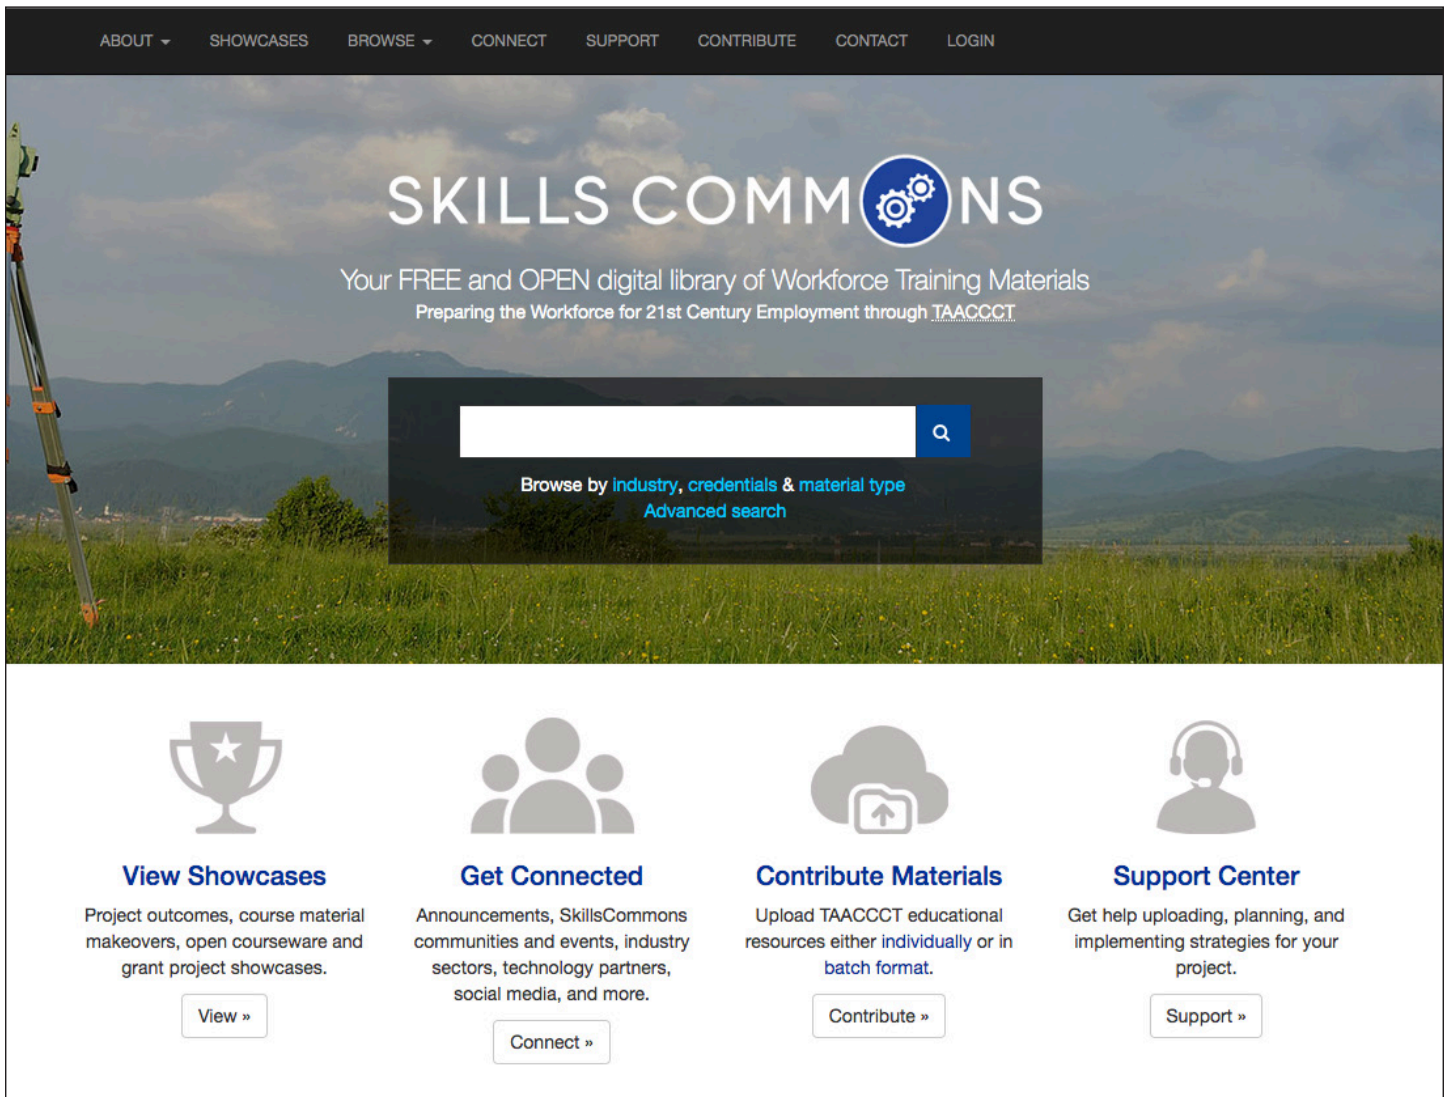 ABOUT SHOWCASES BROWSE CONNECT SUPPORT CONTRIBUTE CONTACT LOGIN
SKILLS COMMONS
Your FREE and OPEN digital library of Workforce Training Materials
Preparing the Workforce for 21st Century Employment through TAACCCT
Browse by industry, credentials & material type
Advanced search
View Showcases
Project outcomes, course material
makeovers, open courseware and
grant project showcases.
View »
Get Connected
Announcements, SkillsCommons
communities and events, industry
sectors, technology partners,
social media, and more.
Connect »
Contribute Materials
Upload TAACCCT educational
resources either individually or in
batch format.
Contribute »
Support Center
Get help uploading, planning, and
implementing strategies for your
project.
Support »